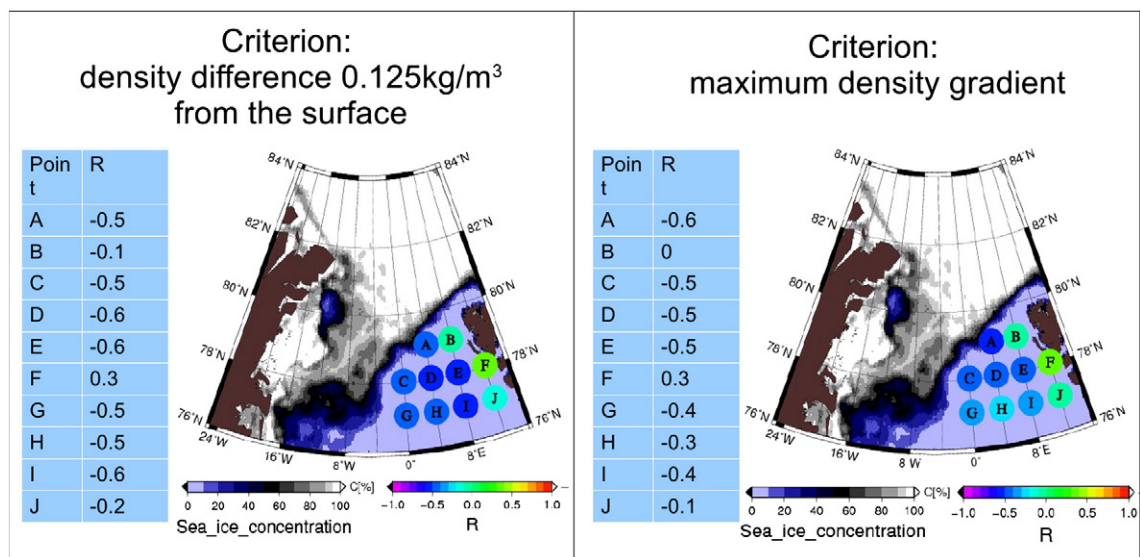 Criterion:
density difference 0.125kg/m³
from the surface
Poin
t R
A -0.5
B -0.1
C -0.5
D -0.6
E -0.6
F 0.3
G -0.5
H -0.5
I -0.6
J -0.2
84°N
84°N
82°N
82°N
80°N
80°N
78°N
78°N
76°N
76°N
24°W
16°W
8°W
0°
8°E
A B
C D E F
G H I J
C[%]
0 20 40 60 80 100
Sea_ice_concentration
−1.0 −0.5 0.0 0.5 1.0
R
Criterion:
maximum density gradient
Poin
t R
A -0.6
B 0
C -0.5
D -0.5
E -0.5
F 0.3
G -0.4
H -0.3
I -0.4
J -0.1
84°N
84°N
82°N
82°N
80°N
80°N
78°N
78°N
76°N
76°N
24°W
16°W
8°W
0°
8°E
A B
C D E F
G H I J
C[%]
0 20 40 60 80 100
Sea_ice_concentration
−1.0 −0.5 0.0 0.5 1.0
R